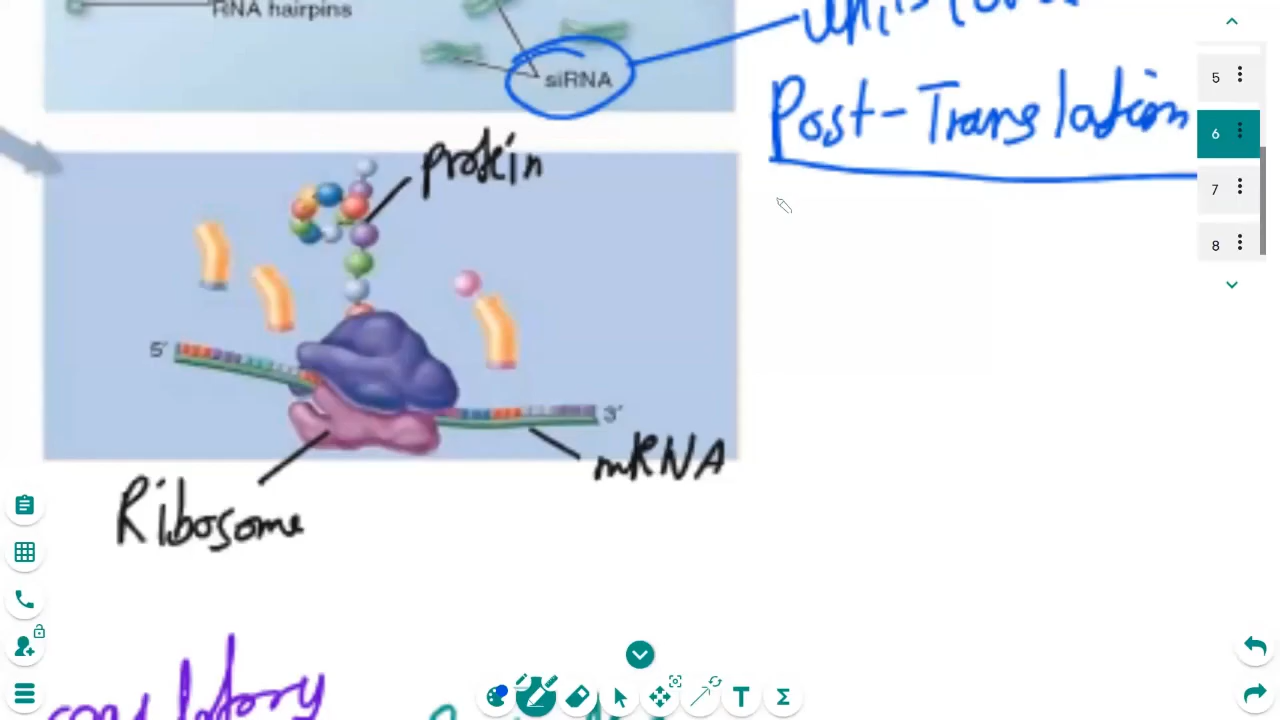 RNA hairpins
siRNA
Post-Translation
protein
5'
3'
mRNA
Ribosome
5
6
7
8
T
Σ